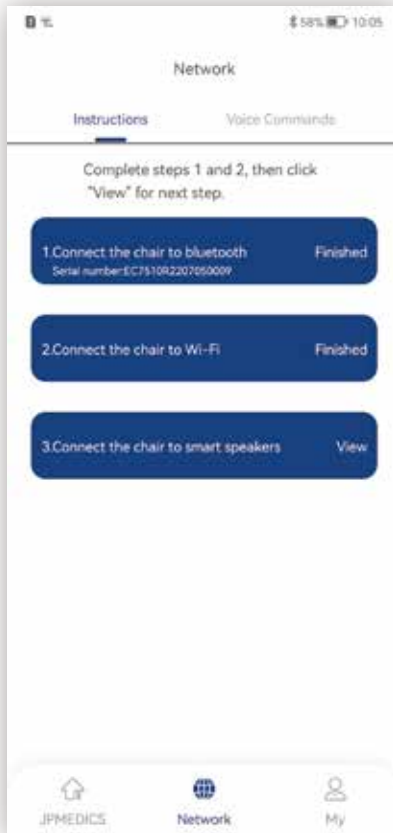 58% 10:05
Network
Instructions Voice Commands
Complete steps 1 and 2, then click
"View" for next step.
1.Connect the chair to bluetooth Finished
Serial number:EC7510R2207050009
2.Connect the chair to Wi-Fi Finished
3.Connect the chair to smart speakers View
JPMEDICS Network My